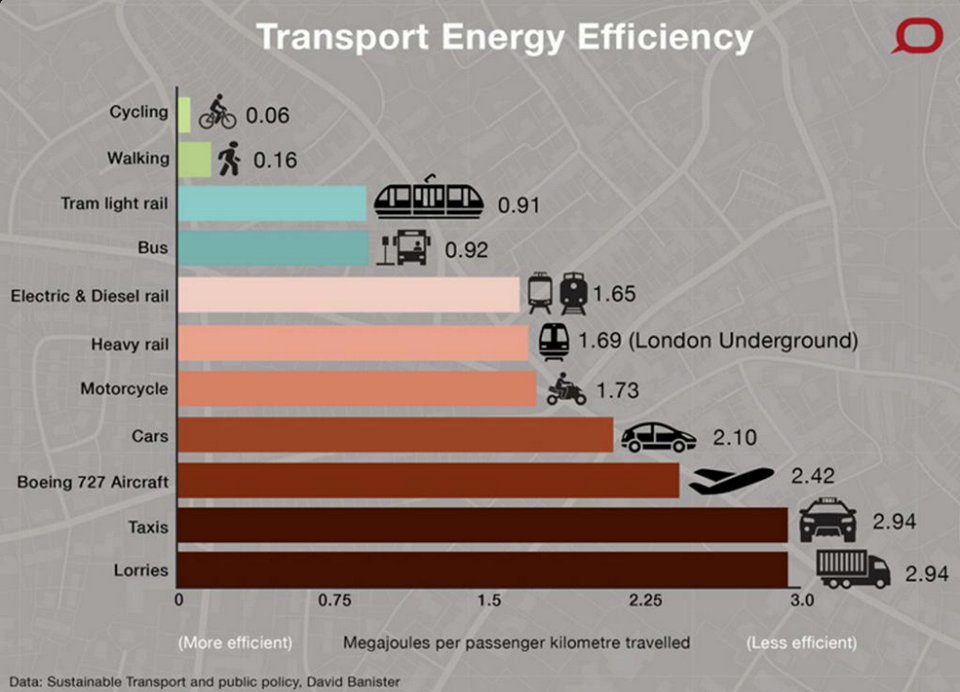 Transport Energy Efficiency
Cycling 0.06
Walking 0.16
Tram light rail 0.91
Bus 0.92
Electric & Diesel rail 1.65
Heavy rail 1.69 (London Underground)
Motorcycle 1.73
Cars 2.10
Boeing 727 Aircraft 2.42
Taxis 2.94
Lorries 2.94
0 0.75 1.5 2.25 3.0
(More efficient) Megajoules per passenger kilometre travelled (Less efficient)
Data: Sustainable Transport and public policy, David Banister